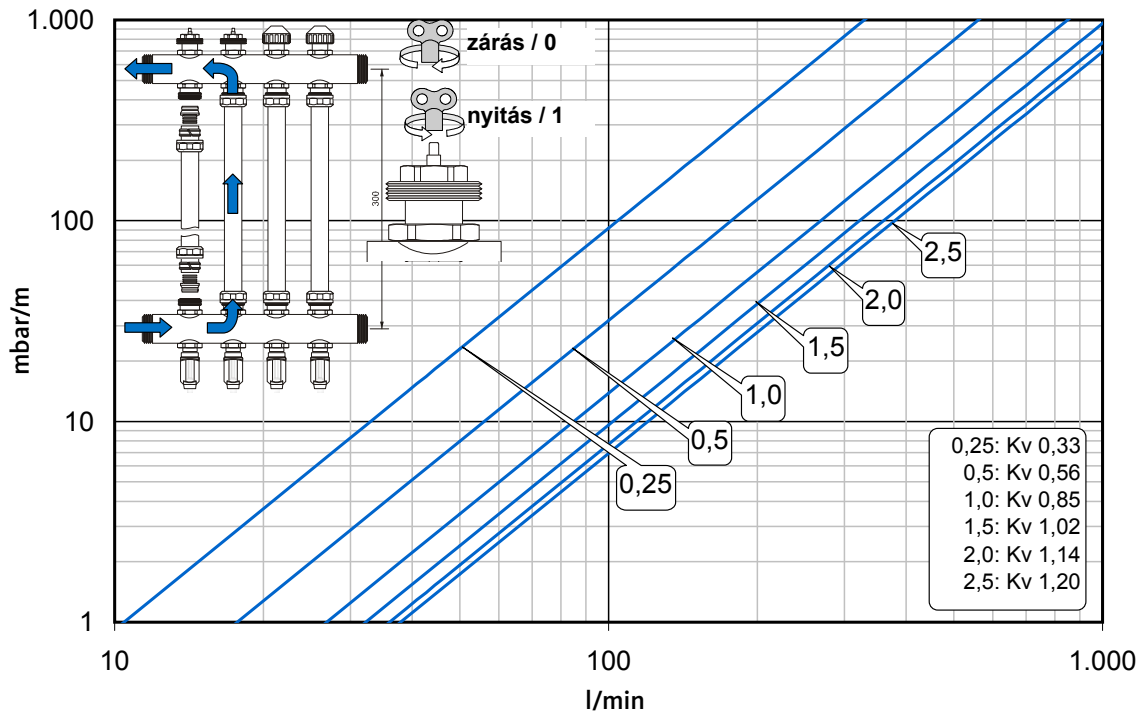 1.000
100
10
1
mbar/m
zárás / 0
nyitás / 1
300
2,5
2,0
1,5
1,0
0,5
0,25
0,25: Kv 0,33
0,5: Kv 0,56
1,0: Kv 0,85
1,5: Kv 1,02
2,0: Kv 1,14
2,5: Kv 1,20
10
100
1.000
l/min